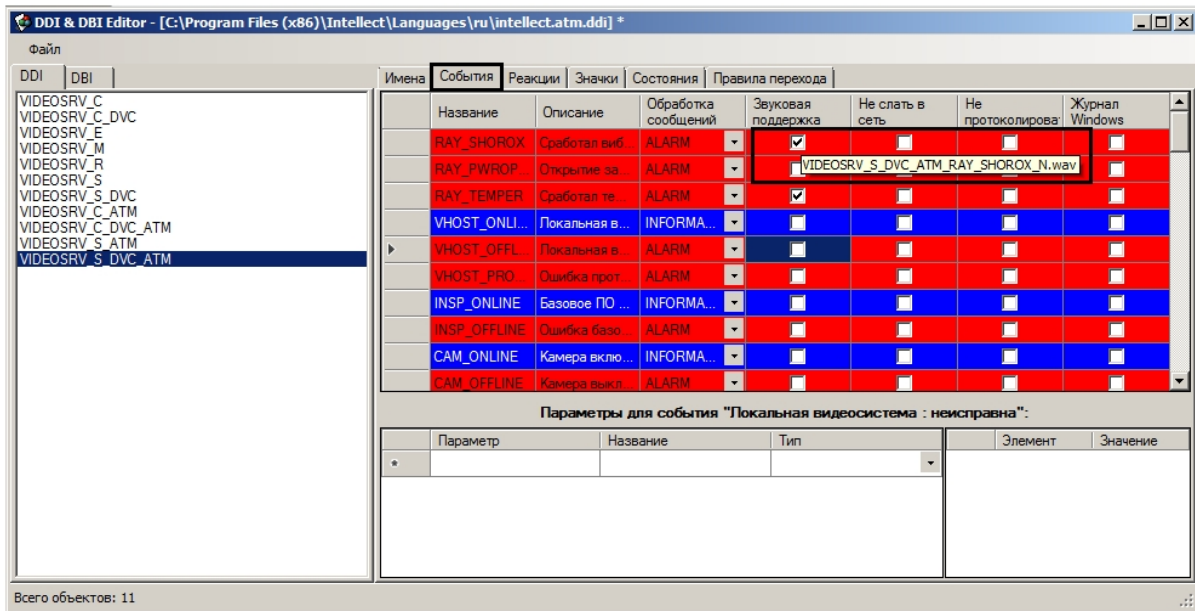 DDI & DBI Editor - [C:\Program Files (x86)\Intellect\Languages\ru\intellect.atm.ddi] *
Файл
DDI DBI
VIDEOSRV_C
VIDEOSRV_C_DVC
VIDEOSRV_E
VIDEOSRV_M
VIDEOSRV_R
VIDEOSRV_S
VIDEOSRV_S_DVC
VIDEOSRV_C_ATM
VIDEOSRV_C_DVC_ATM
VIDEOSRV_S_ATM
VIDEOSRV_S_DVC_ATM
Имена События Реакции Значки Состояния Правила перехода
Название Описание Обработка сообщений Звуковая поддержка Не слать в сеть Не протоколироват Журнал Windows
RAY_SHOROX Сработал виб... ALARM
VIDEOSRV_S_DVC_ATM_RAY_SHOROX_N.wav
RAY_PWROP... Открытие за... ALARM
RAY_TEMPER Сработал те... ALARM
VHOST_ONLI... Локальная в... INFORMA...
VHOST_OFFL... Локальная в... ALARM
VHOST_PRO... Ошибка прот... ALARM
INSP_ONLINE Базовое ПО ... INFORMA...
INSP_OFFLINE Ошибка базо... ALARM
CAM_ONLINE Камера вклю... INFORMA...
CAM_OFFLINE Камера выкл... ALARM
Параметры для события "Локальная видеосистема : неисправна":
Параметр Название Тип
Элемент Значение
Всего объектов: 11